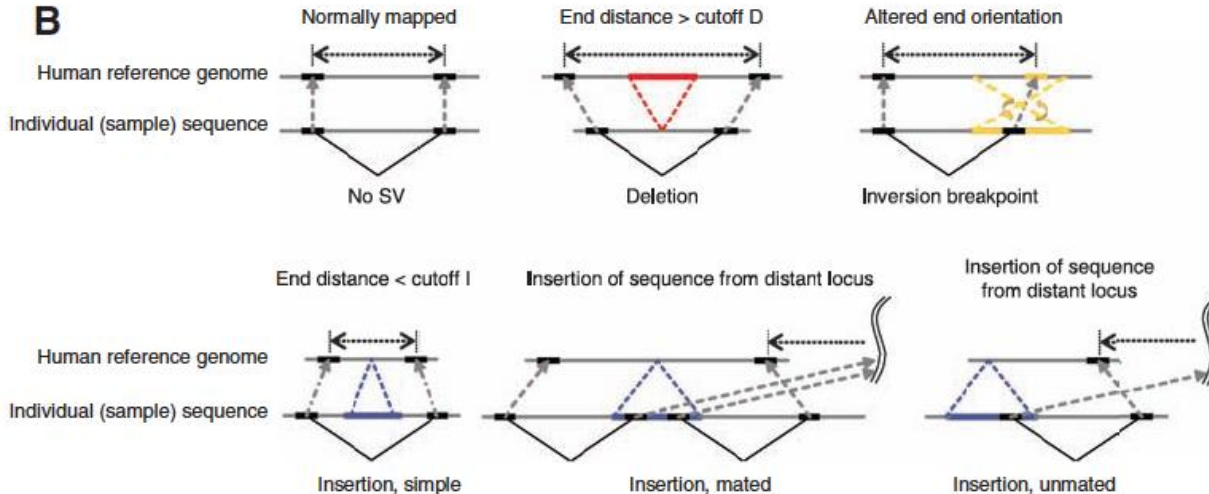 B
Normally mapped
End distance > cutoff D
Altered end orientation
Human reference genome
Individual (sample) sequence
No SV
Deletion
Inversion breakpoint
End distance < cutoff I
Insertion of sequence from distant locus
Insertion of sequence
from distant locus
Human reference genome
Individual (sample) sequence
Insertion, simple
Insertion, mated
Insertion, unmated